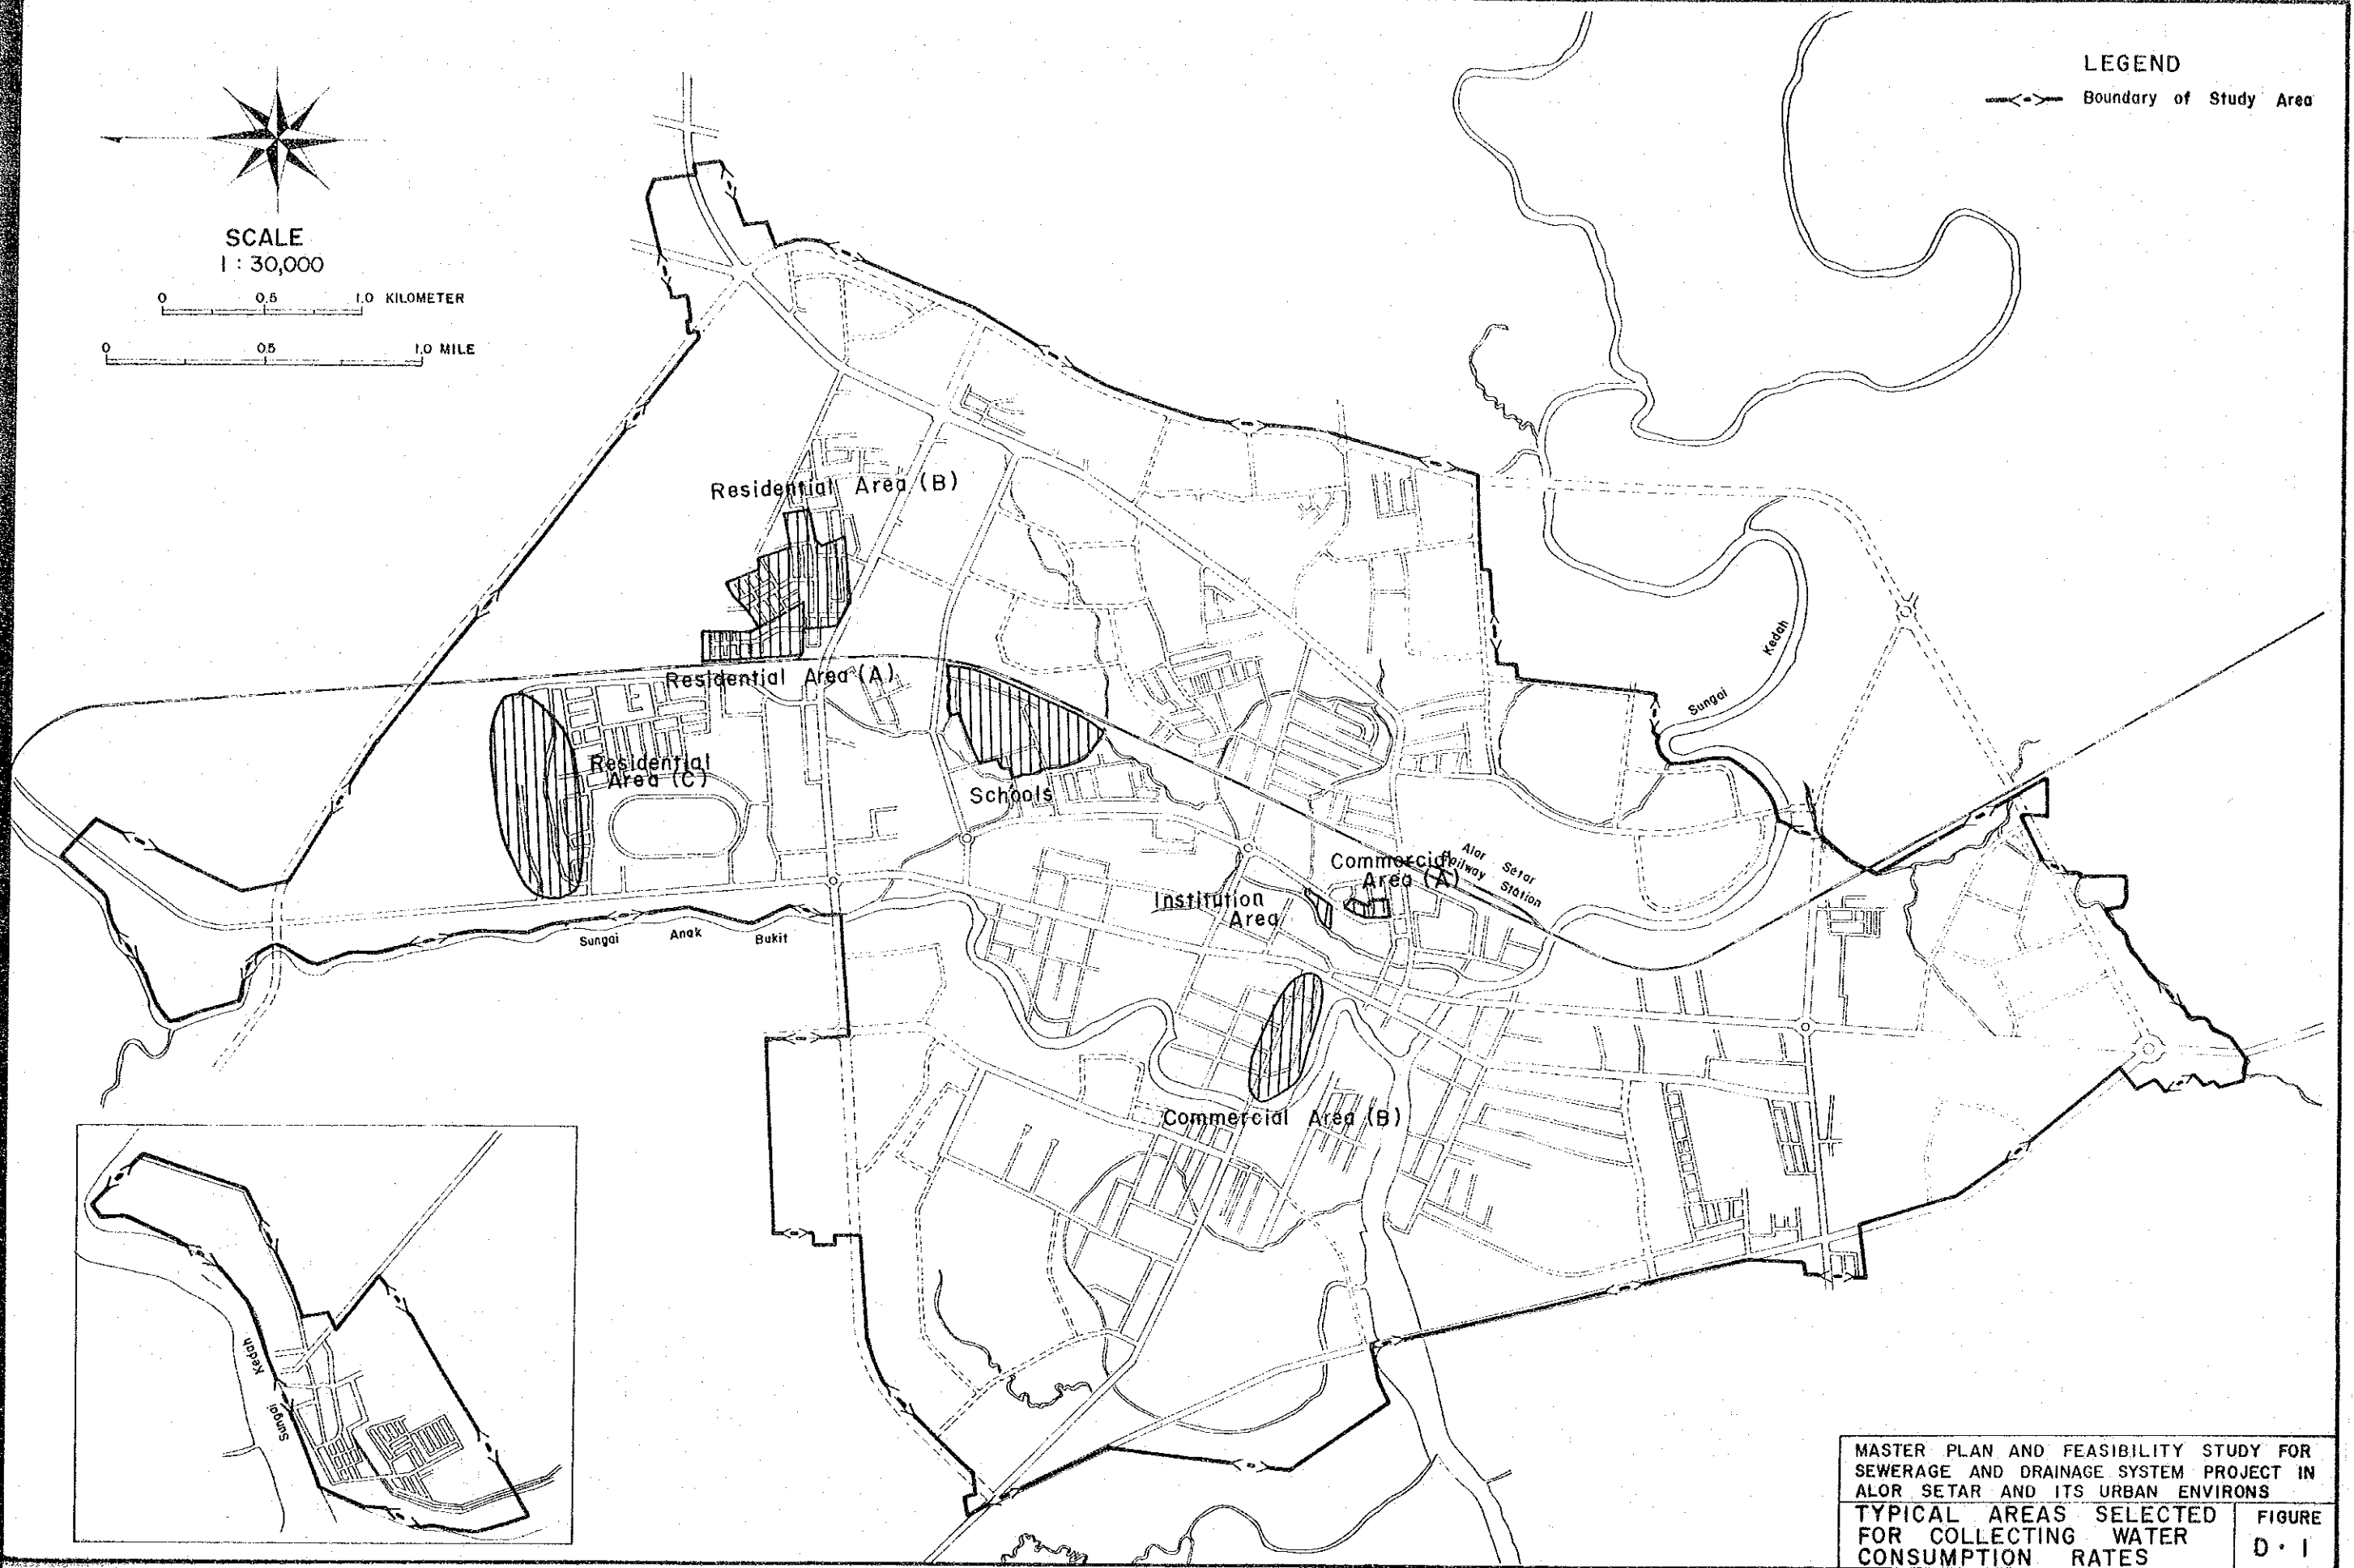 LEGEND
Boundary of Study Area
SCALE
1 : 30,000
0 0.5 1.0 KILOMETER
0 0.5 1.0 MILE
Residential Area (B)
Residential Area (A)
Residential
Area (C)
Schools
Kedah
Sungai
Commercial
Area (A)
Alor Setar
Railway Station
Institution
Area
Sungai Anak Bukit
Commercial Area (B)
Kedah
Sungai
MASTER PLAN AND FEASIBILITY STUDY FOR
SEWERAGE AND DRAINAGE SYSTEM PROJECT IN
ALOR SETAR AND ITS URBAN ENVIRONS
TYPICAL AREAS SELECTED
FOR COLLECTING WATER
CONSUMPTION RATES
FIGURE
D · 1